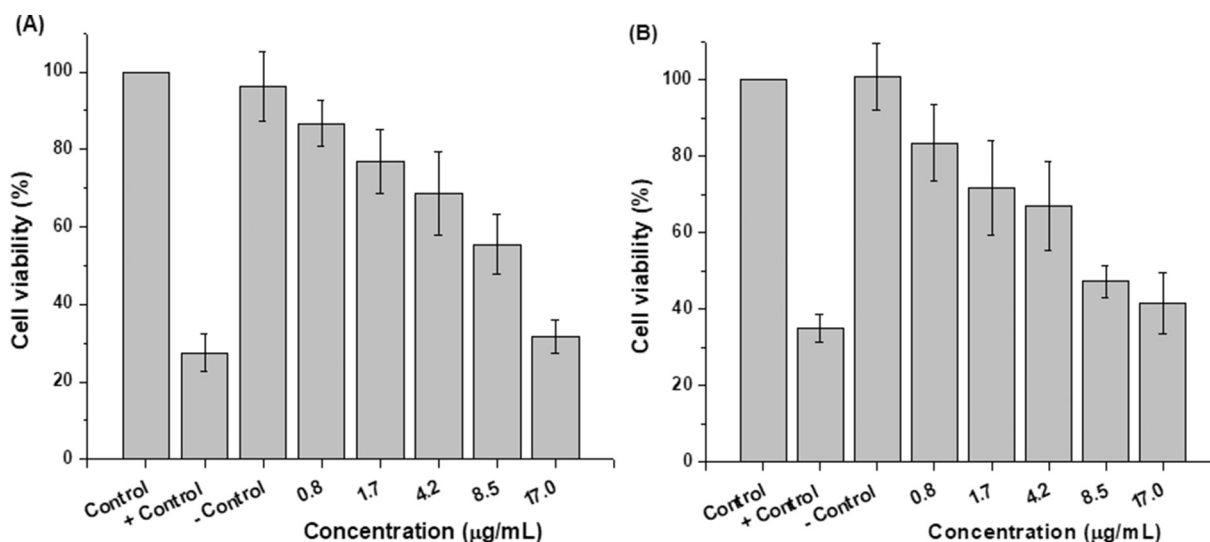 (A)
Cell viability (%)
100
80
60
40
20
0
Control
+ Control
- Control
0.8
1.7
4.2
8.5
17.0
Concentration (μg/mL)
(B)
Cell viability (%)
100
80
60
40
20
0
Control
+ Control
- Control
0.8
1.7
4.2
8.5
17.0
Concentration (μg/mL)